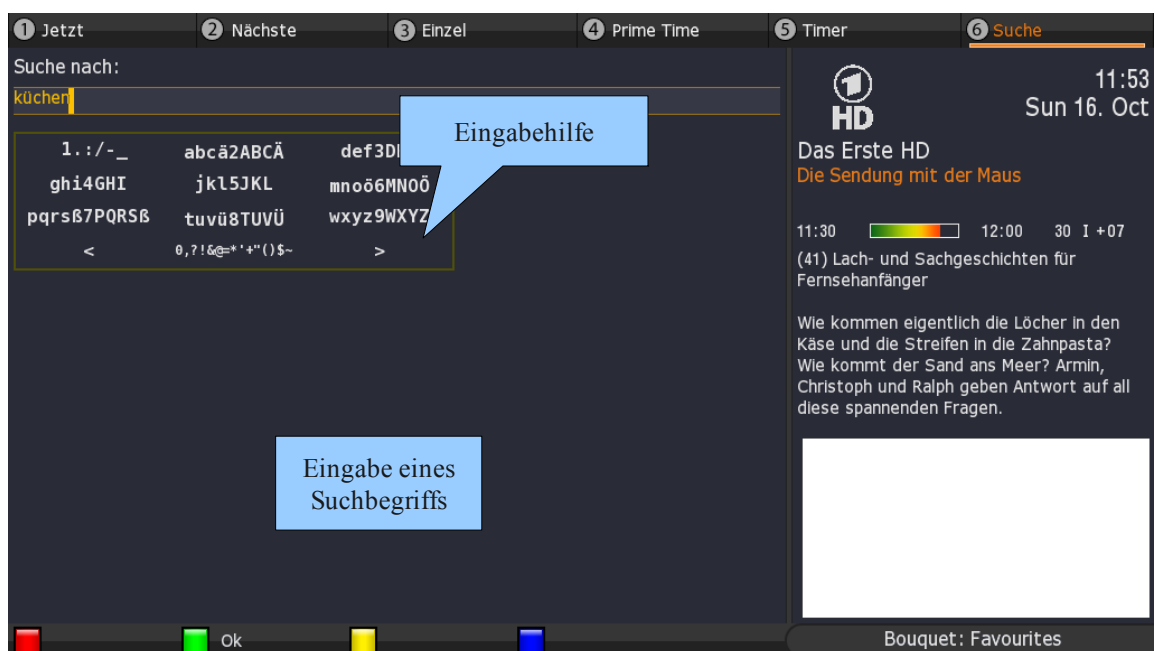 1 Jetzt 2 Nächste 3 Einzel 4 Prime Time 5 Timer 6 Suche
Suche nach:
küchen
Eingabehilfe
1.:/-_ abcä2ABCÄ
ghi4GHI jkl5JKL mnoö6MNOÖ
pqrsß7PQRSß tuvü8TUVÜ wxyz9WXYZ
< 0,?!&@=*'+"()$~ >
Eingabe eines
Suchbegriffs
Ok
1
HD
11:53
Sun 16. Oct
Das Erste HD
Die Sendung mit der Maus
11:30 12:00 30 I +07
(41) Lach- und Sachgeschichten für
Fernsehanfänger
Wie kommen eigentlich die Löcher in den
Käse und die Streifen in die Zahnpasta?
Wie kommt der Sand ans Meer? Armin,
Christoph und Ralph geben Antwort auf all
diese spannenden Fragen.
Bouquet: Favourites